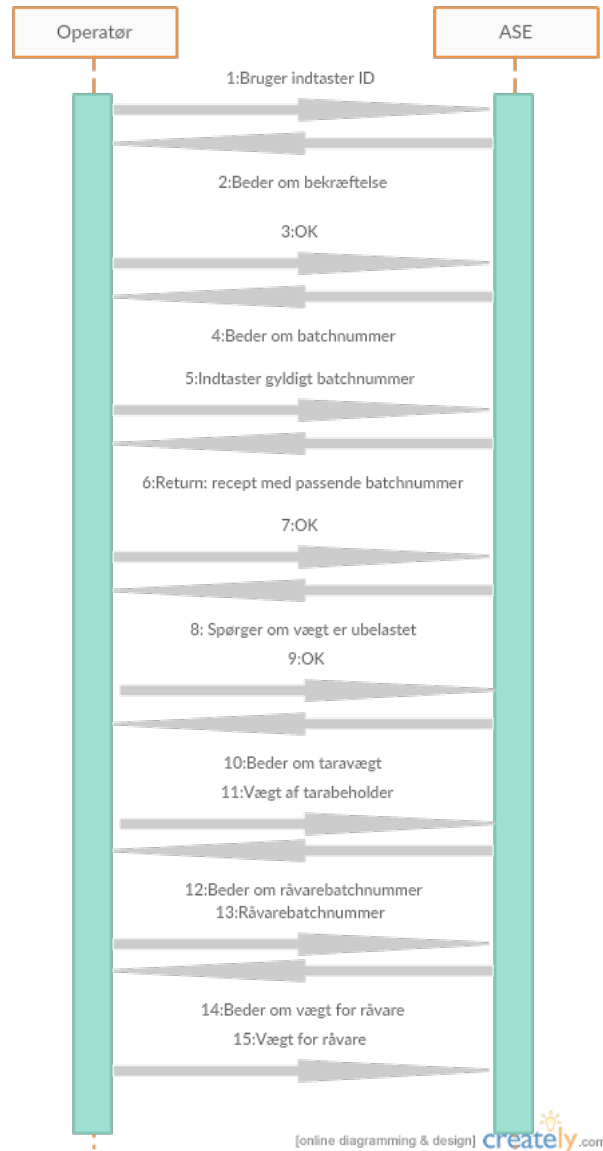 Operatør
ASE
1:Bruger indtaster ID
2:Beder om bekræftelse
3:OK
4:Beder om batchnummer
5:Indtaster gyldigt batchnummer
6:Return: recept med passende batchnummer
7:OK
8: Spørger om vægt er ubelastet
9:OK
10:Beder om taravægt
11:Vægt af tarabeholder
12:Beder om råvarebatchnummer
13:Råvarebatchnummer
14:Beder om vægt for råvare
15:Vægt for råvare
[online diagramming & design] creately.com